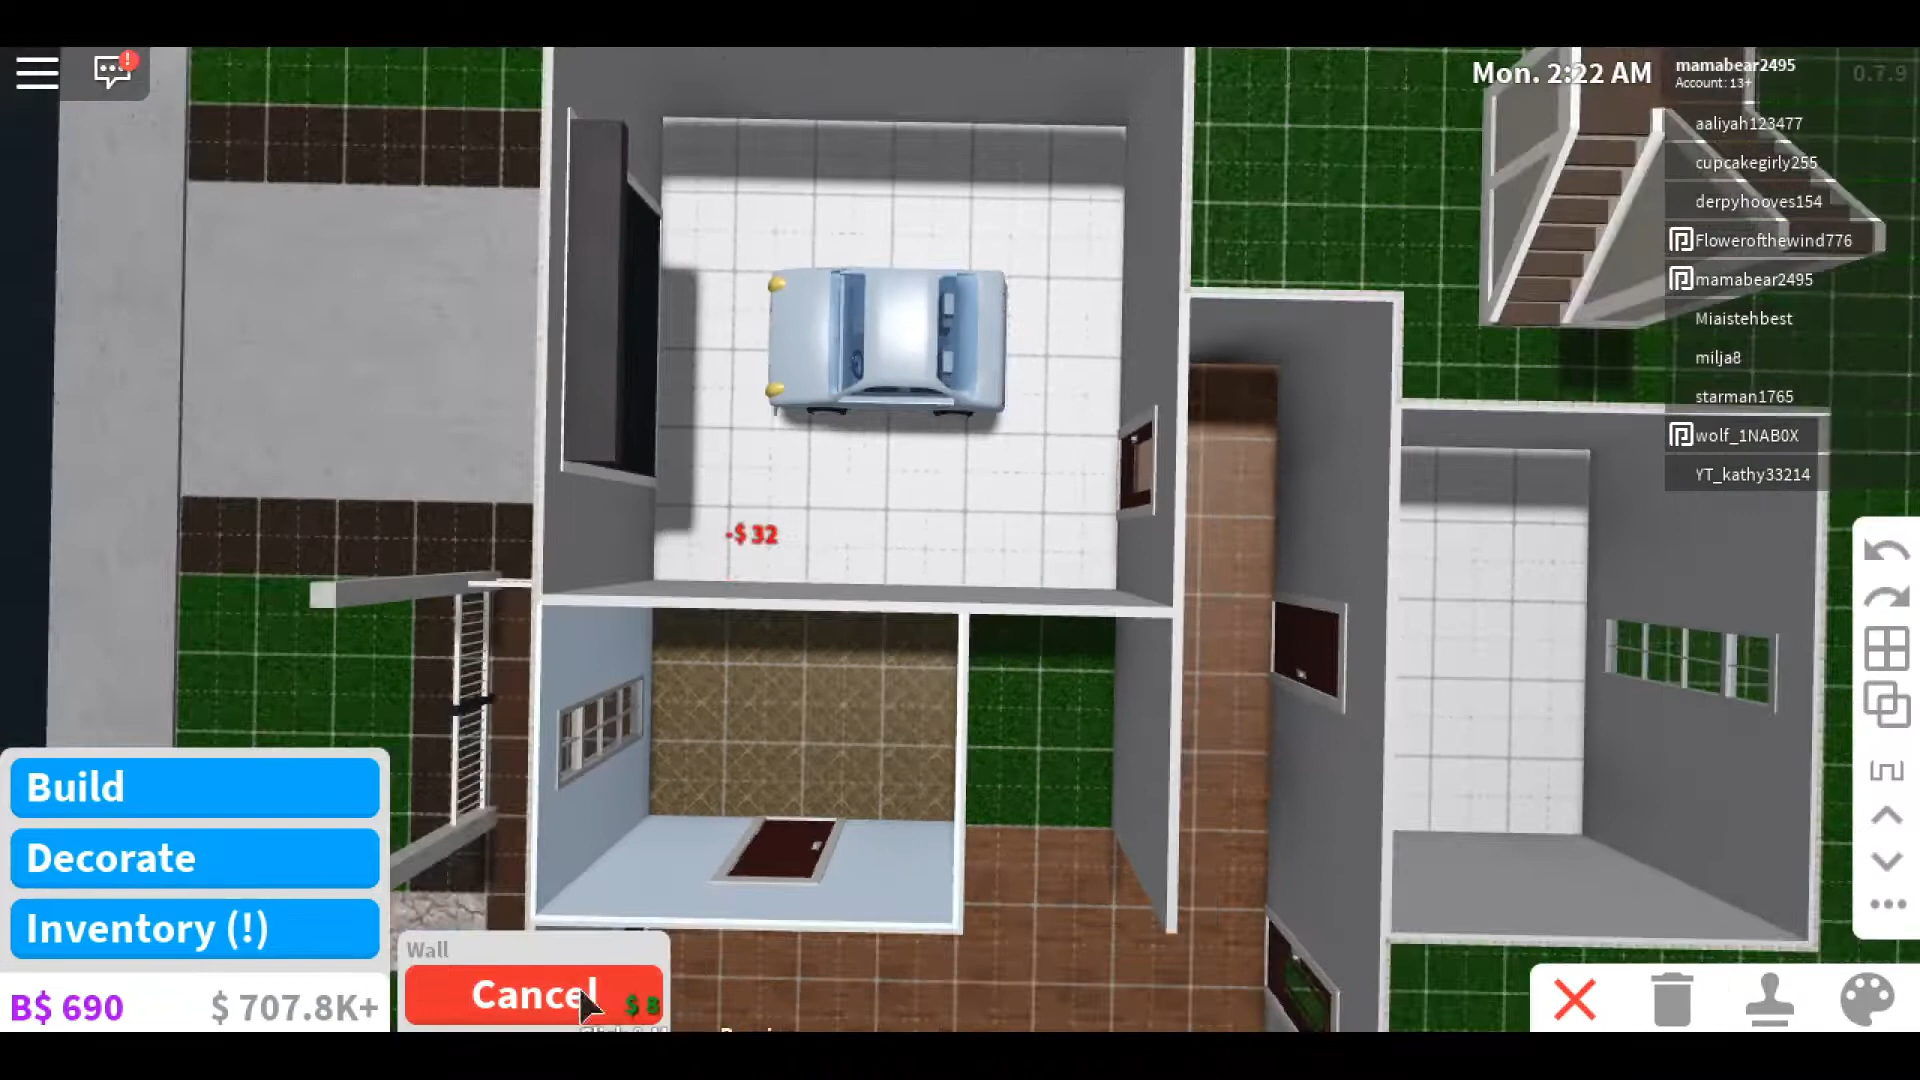 Mon. 2:22 AM
mamabear2495
Account: 13+
0.7.9
aaliyah123477
cupcakegirly255
derpyhooves154
Flowerofthewind776
mamabear2495
Miaistehbest
milja8
starman1765
wolf_1NAB0X
YT_kathy33214
-$ 32
Build
Decorate
Inventory (!)
B$ 690
$ 707.8K+
Wall
Cancel
$ 8